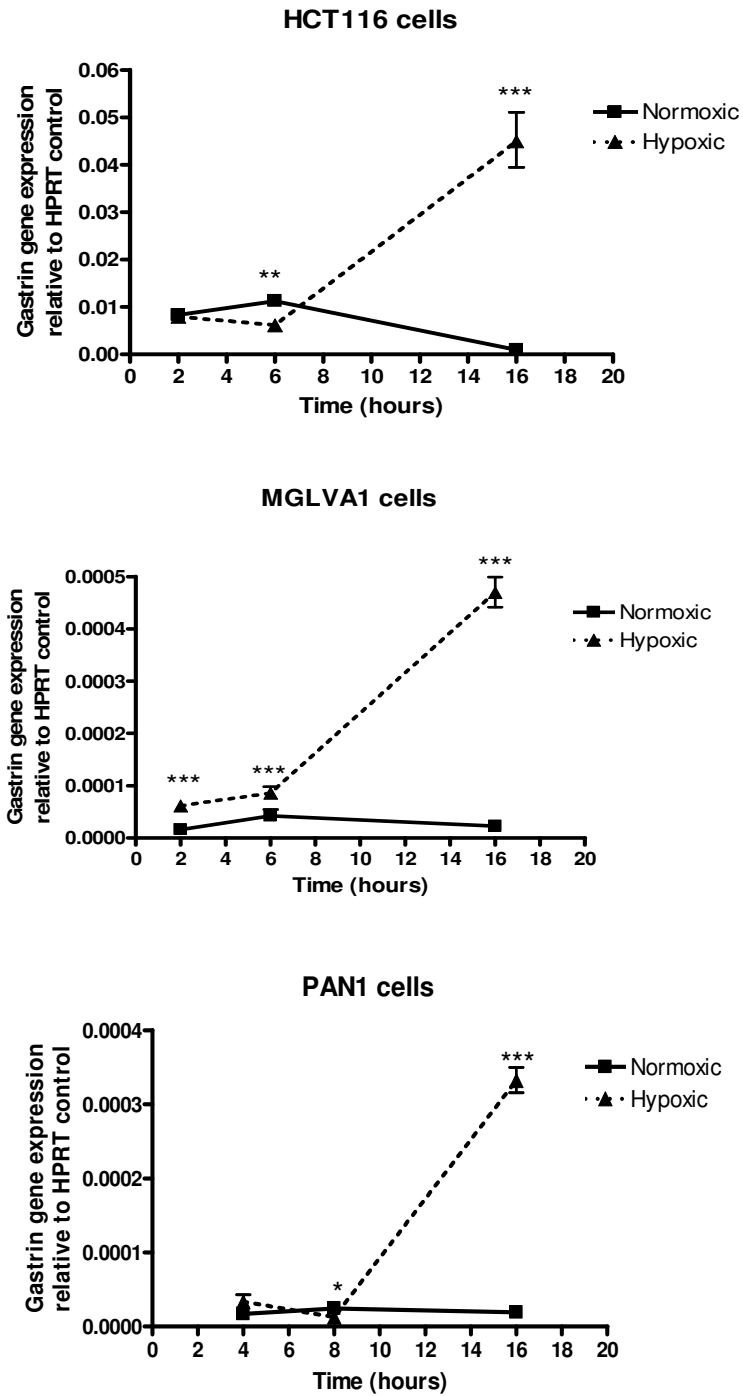 HCT116 cells
Gastrin gene expression
relative to HPRT control
0.06
0.05
0.04
0.03
0.02
0.01
0.00
***
**
Normoxic
Hypoxic
0 2 4 6 8 10 12 14 16 18 20
Time (hours)
MGLVA1 cells
Gastrin gene expression
relative to HPRT control
0.0005
0.0004
0.0003
0.0002
0.0001
0.0000
***
***
***
Normoxic
Hypoxic
0 2 4 6 8 10 12 14 16 18 20
Time (hours)
PAN1 cells
Gastrin gene expression
relative to HPRT control
0.0004
0.0003
0.0002
0.0001
0.0000
***
*
Normoxic
Hypoxic
0 2 4 6 8 10 12 14 16 18 20
Time (hours)